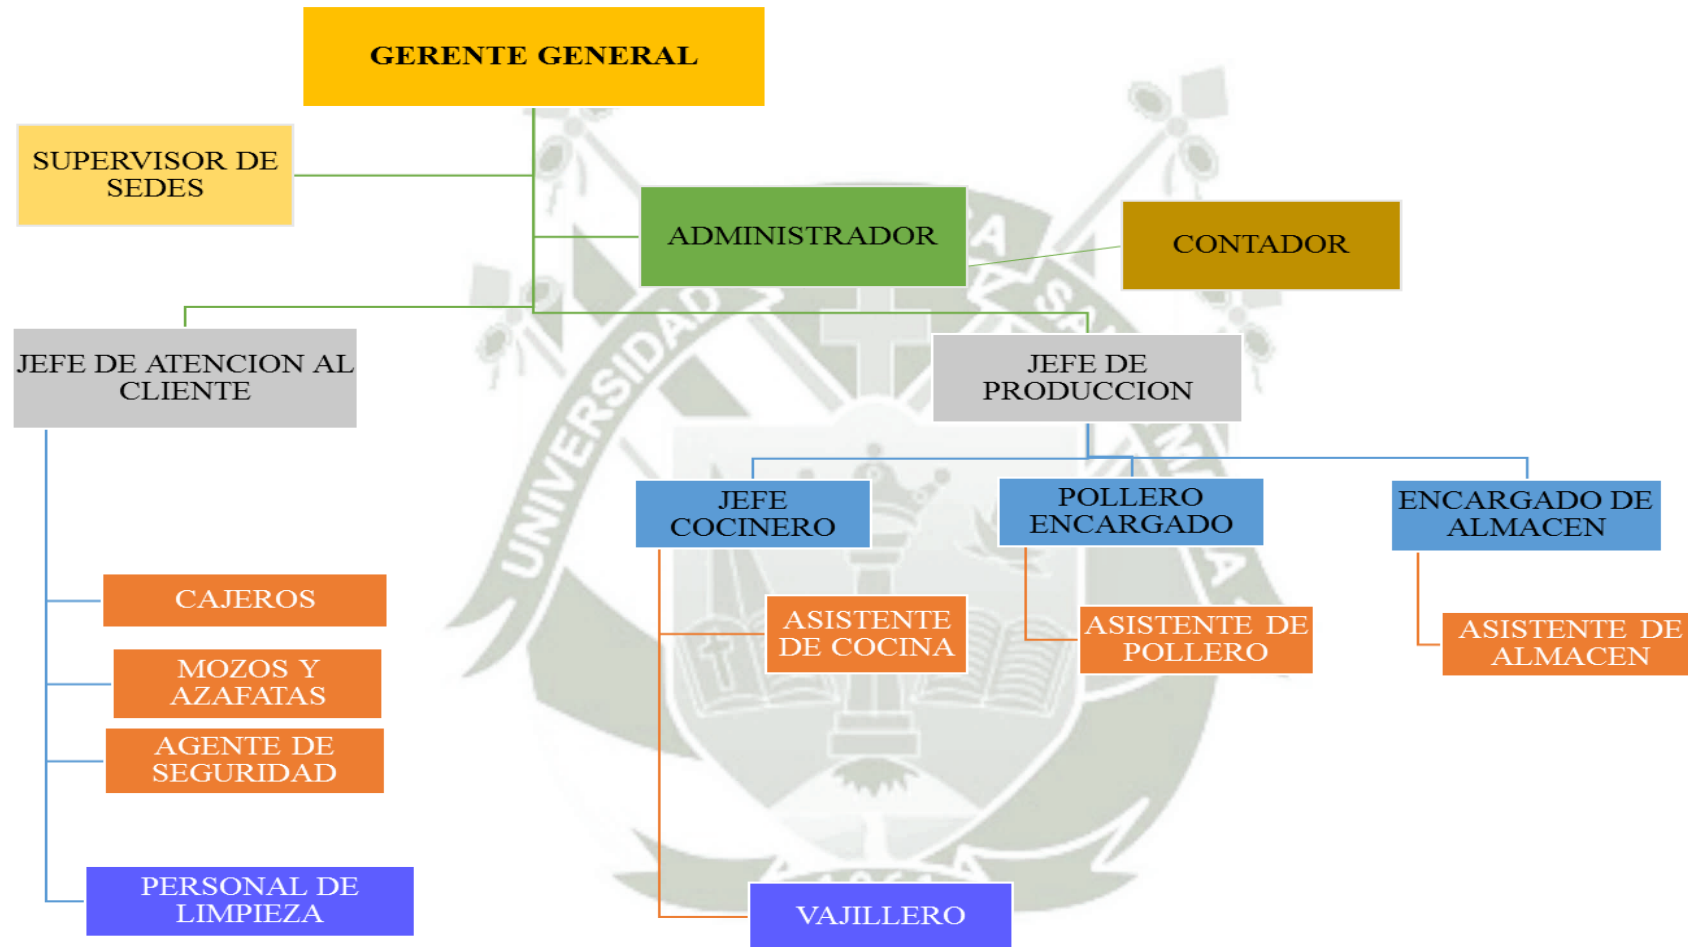 GERENTE GENERAL
SUPERVISOR DE
SEDES
ADMINISTRADOR
CONTADOR
JEFE DE ATENCION AL
CLIENTE
JEFE DE
PRODUCCION
JEFE
COCINERO
POLLERO
ENCARGADO
ENCARGADO DE
ALMACEN
CAJEROS
MOZOS Y
AZAFATAS
AGENTE DE
SEGURIDAD
PERSONAL DE
LIMPIEZA
ASISTENTE
DE COCINA
ASISTENTE DE
POLLERO
ASISTENTE DE
ALMACEN
VAJILLERO
UNIVERSIDAD